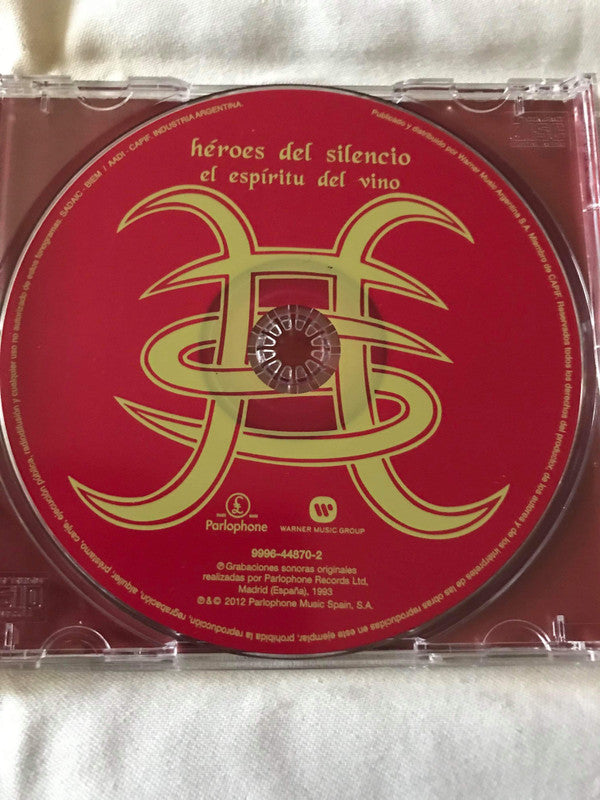 héroes del silencio
el espíritu del vino
Parlophone
WARNER MUSIC GROUP
9996-44870-2
℗Grabaciones sonoras originales
realizadas por Parlophone Records Ltd,
Madrid (España), 1993
℗&© 2012 Parlophone Music Spain, S.A.
Publicado y distribuido por Warner Music Argentina S.A. Miembro de CAPIF. Reservados todos los derechos del productor, de los autores y de los intérpretes de las obras reproducidas en este ejemplar, prohibida la reproducción, regrabación, alquiler, préstamo, canje, ejecución pública, radiodifusión y cualquier uso no autorizado de estos fonogramas. SADAIC - BIEM / AADI - CAPIF. INDUSTRIA ARGENTINA.